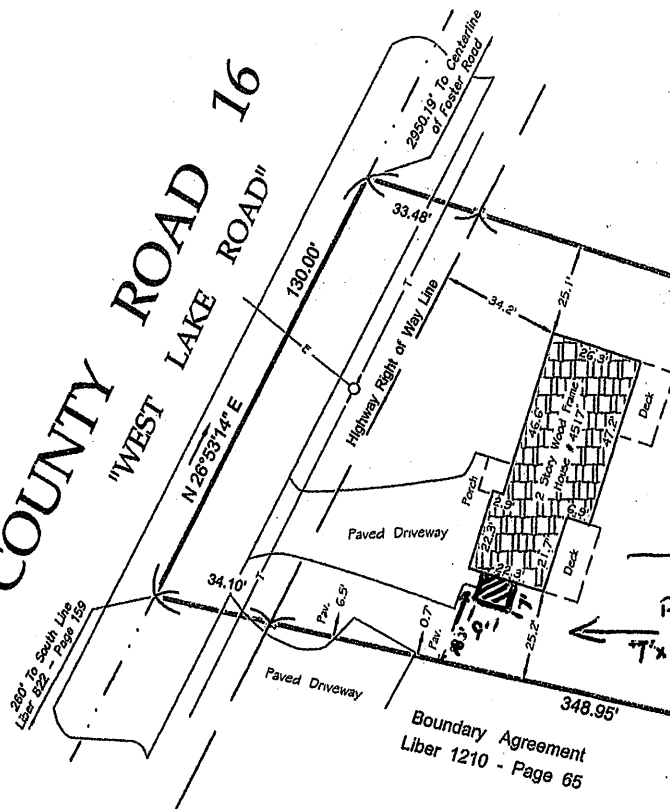 COUNTY ROAD 16
"WEST LAKE ROAD"
2950.19' To Centerline
of Foster Road
33.48'
130.00'
N 26°53'14" E
E
T
Highway Right of Way Line
34.2'
25.1'
26.3'
46.6'
2 Story Wood Frame
House # 4517
47.2'
Deck
Porch
22.3'
21.7'
Deck
Paved Driveway
34.10'
T
260' To South Line
Liber 822 - Page 159
Pav. 6.5'
Pav. 0.7'
Paved Driveway
7'
25.2'
348.95'
Boundary Agreement
Liber 1210 - Page 65